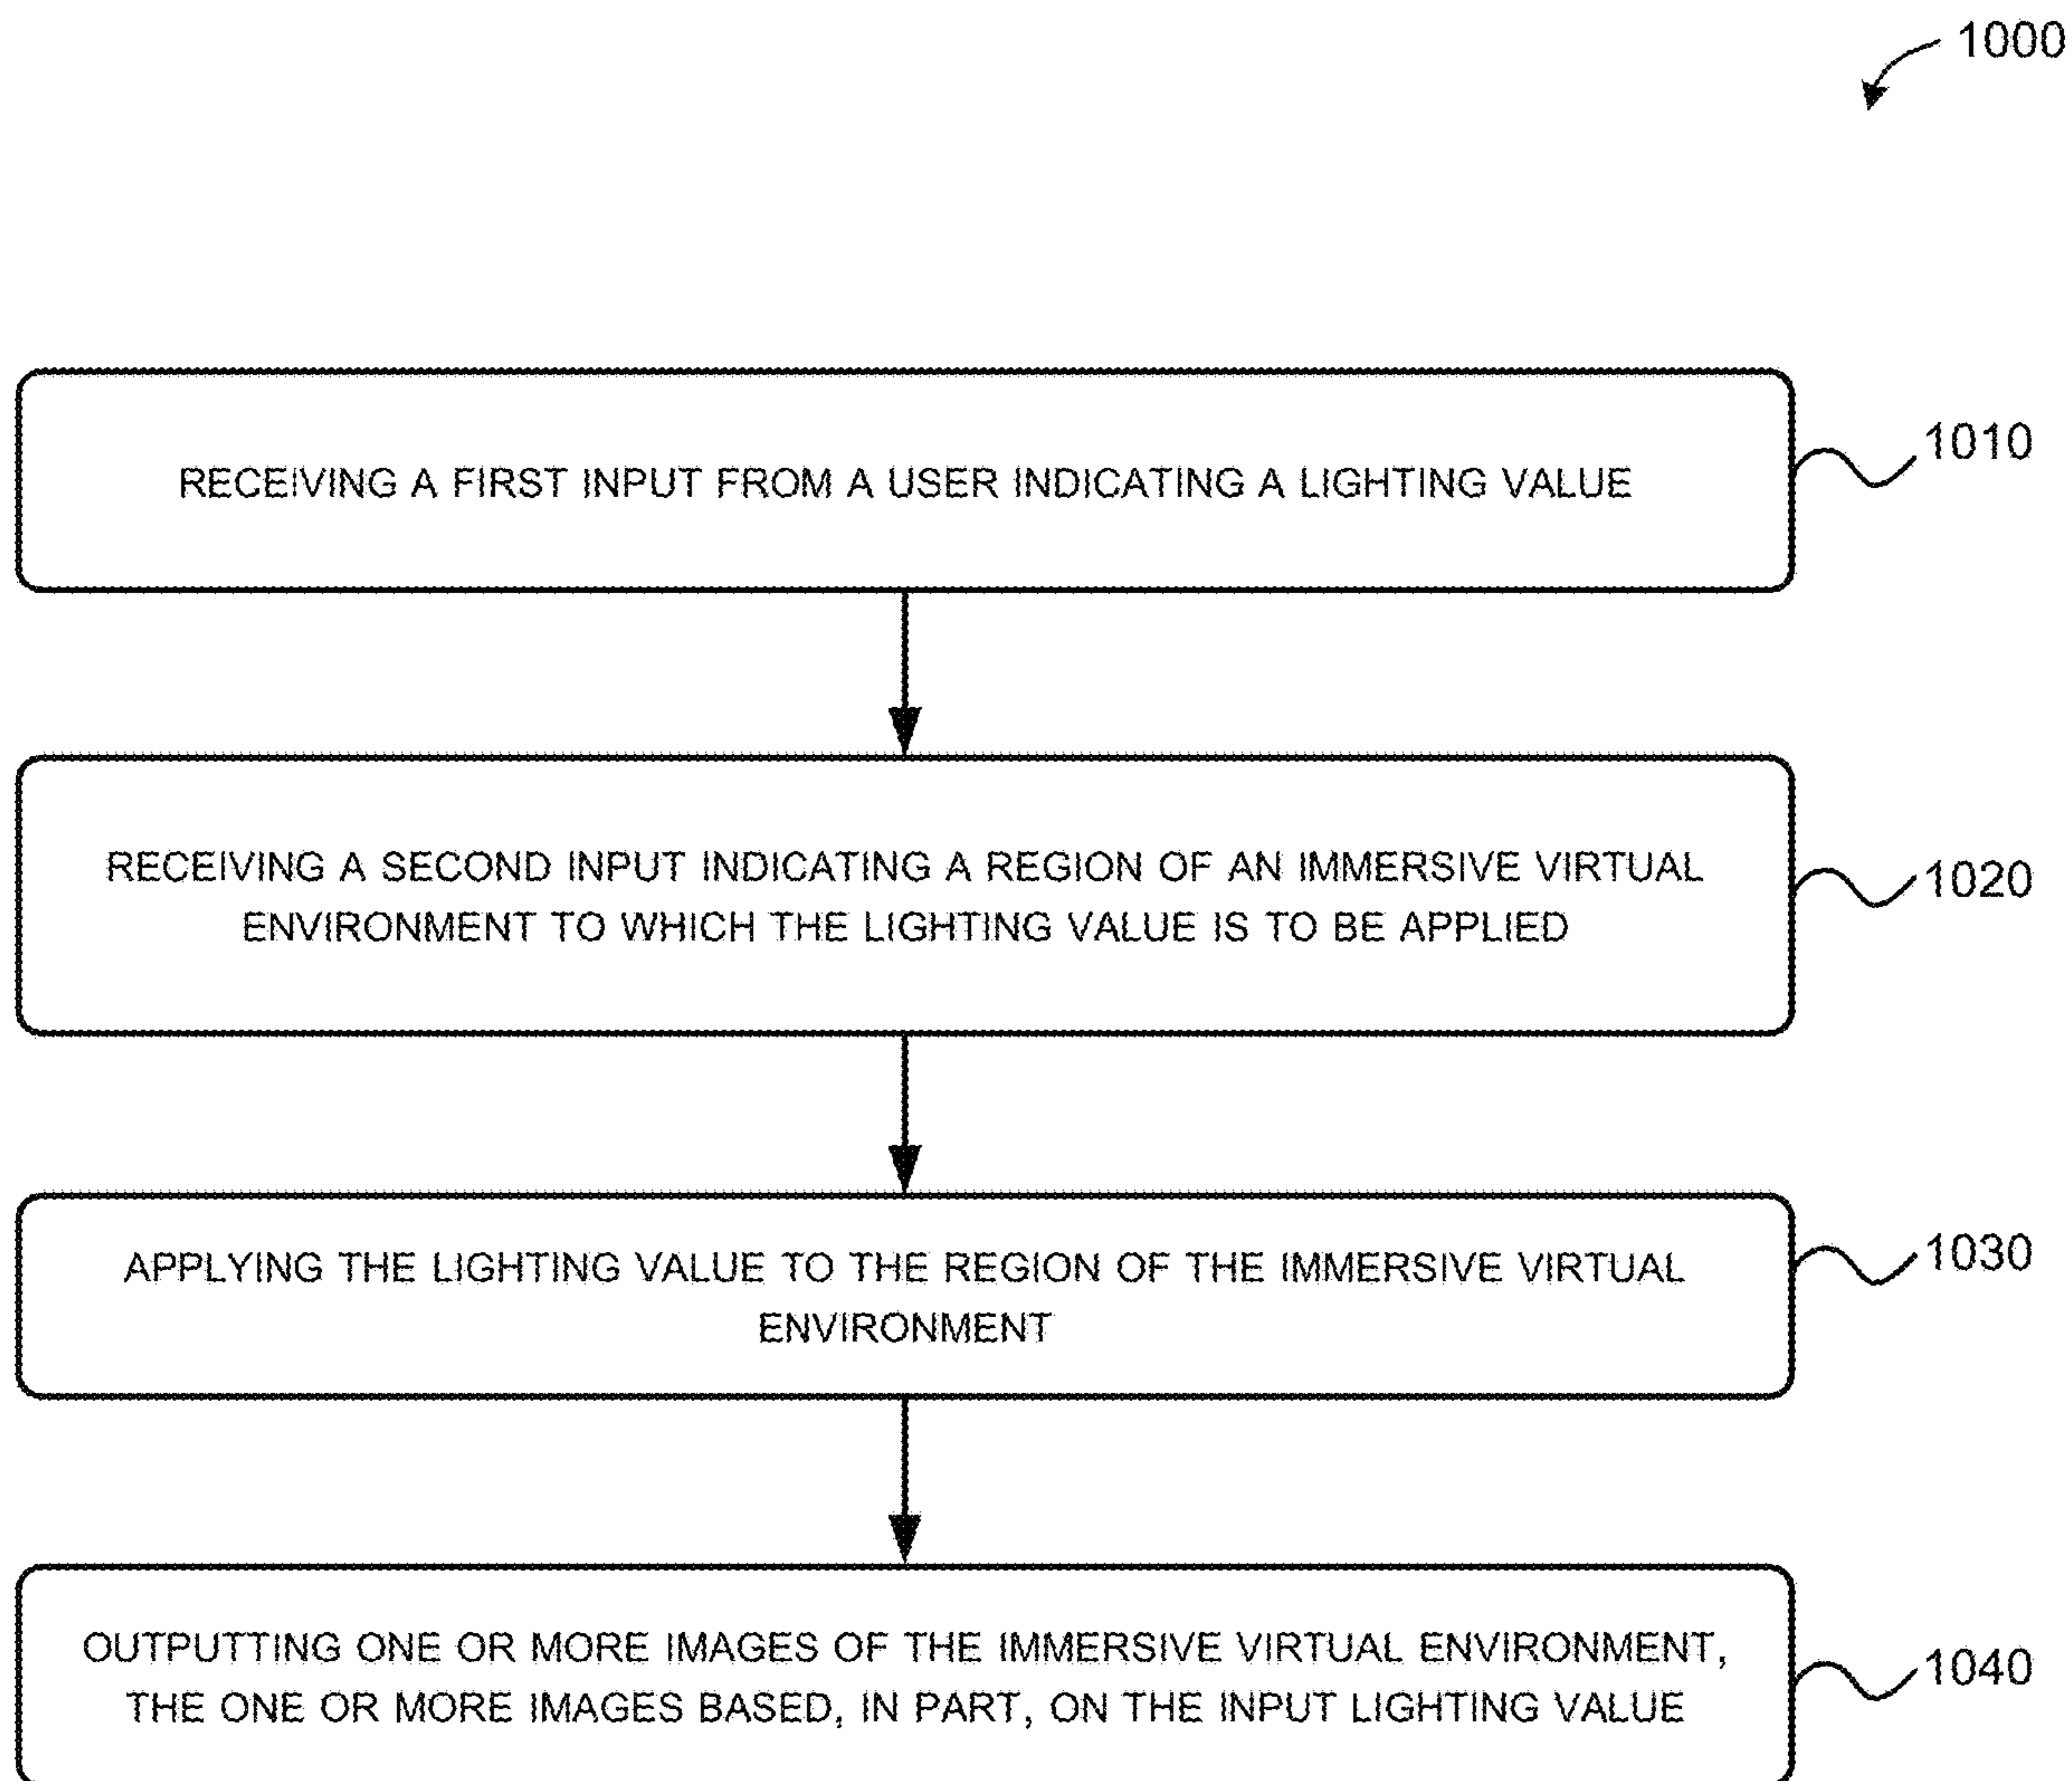 1000
RECEIVING A FIRST INPUT FROM A USER INDICATING A LIGHTING VALUE
1010
RECEIVING A SECOND INPUT INDICATING A REGION OF AN IMMERSIVE VIRTUAL
ENVIRONMENT TO WHICH THE LIGHTING VALUE IS TO BE APPLIED
1020
APPLYING THE LIGHTING VALUE TO THE REGION OF THE IMMERSIVE VIRTUAL
ENVIRONMENT
1030
OUTPUTTING ONE OR MORE IMAGES OF THE IMMERSIVE VIRTUAL ENVIRONMENT,
THE ONE OR MORE IMAGES BASED, IN PART, ON THE INPUT LIGHTING VALUE
1040